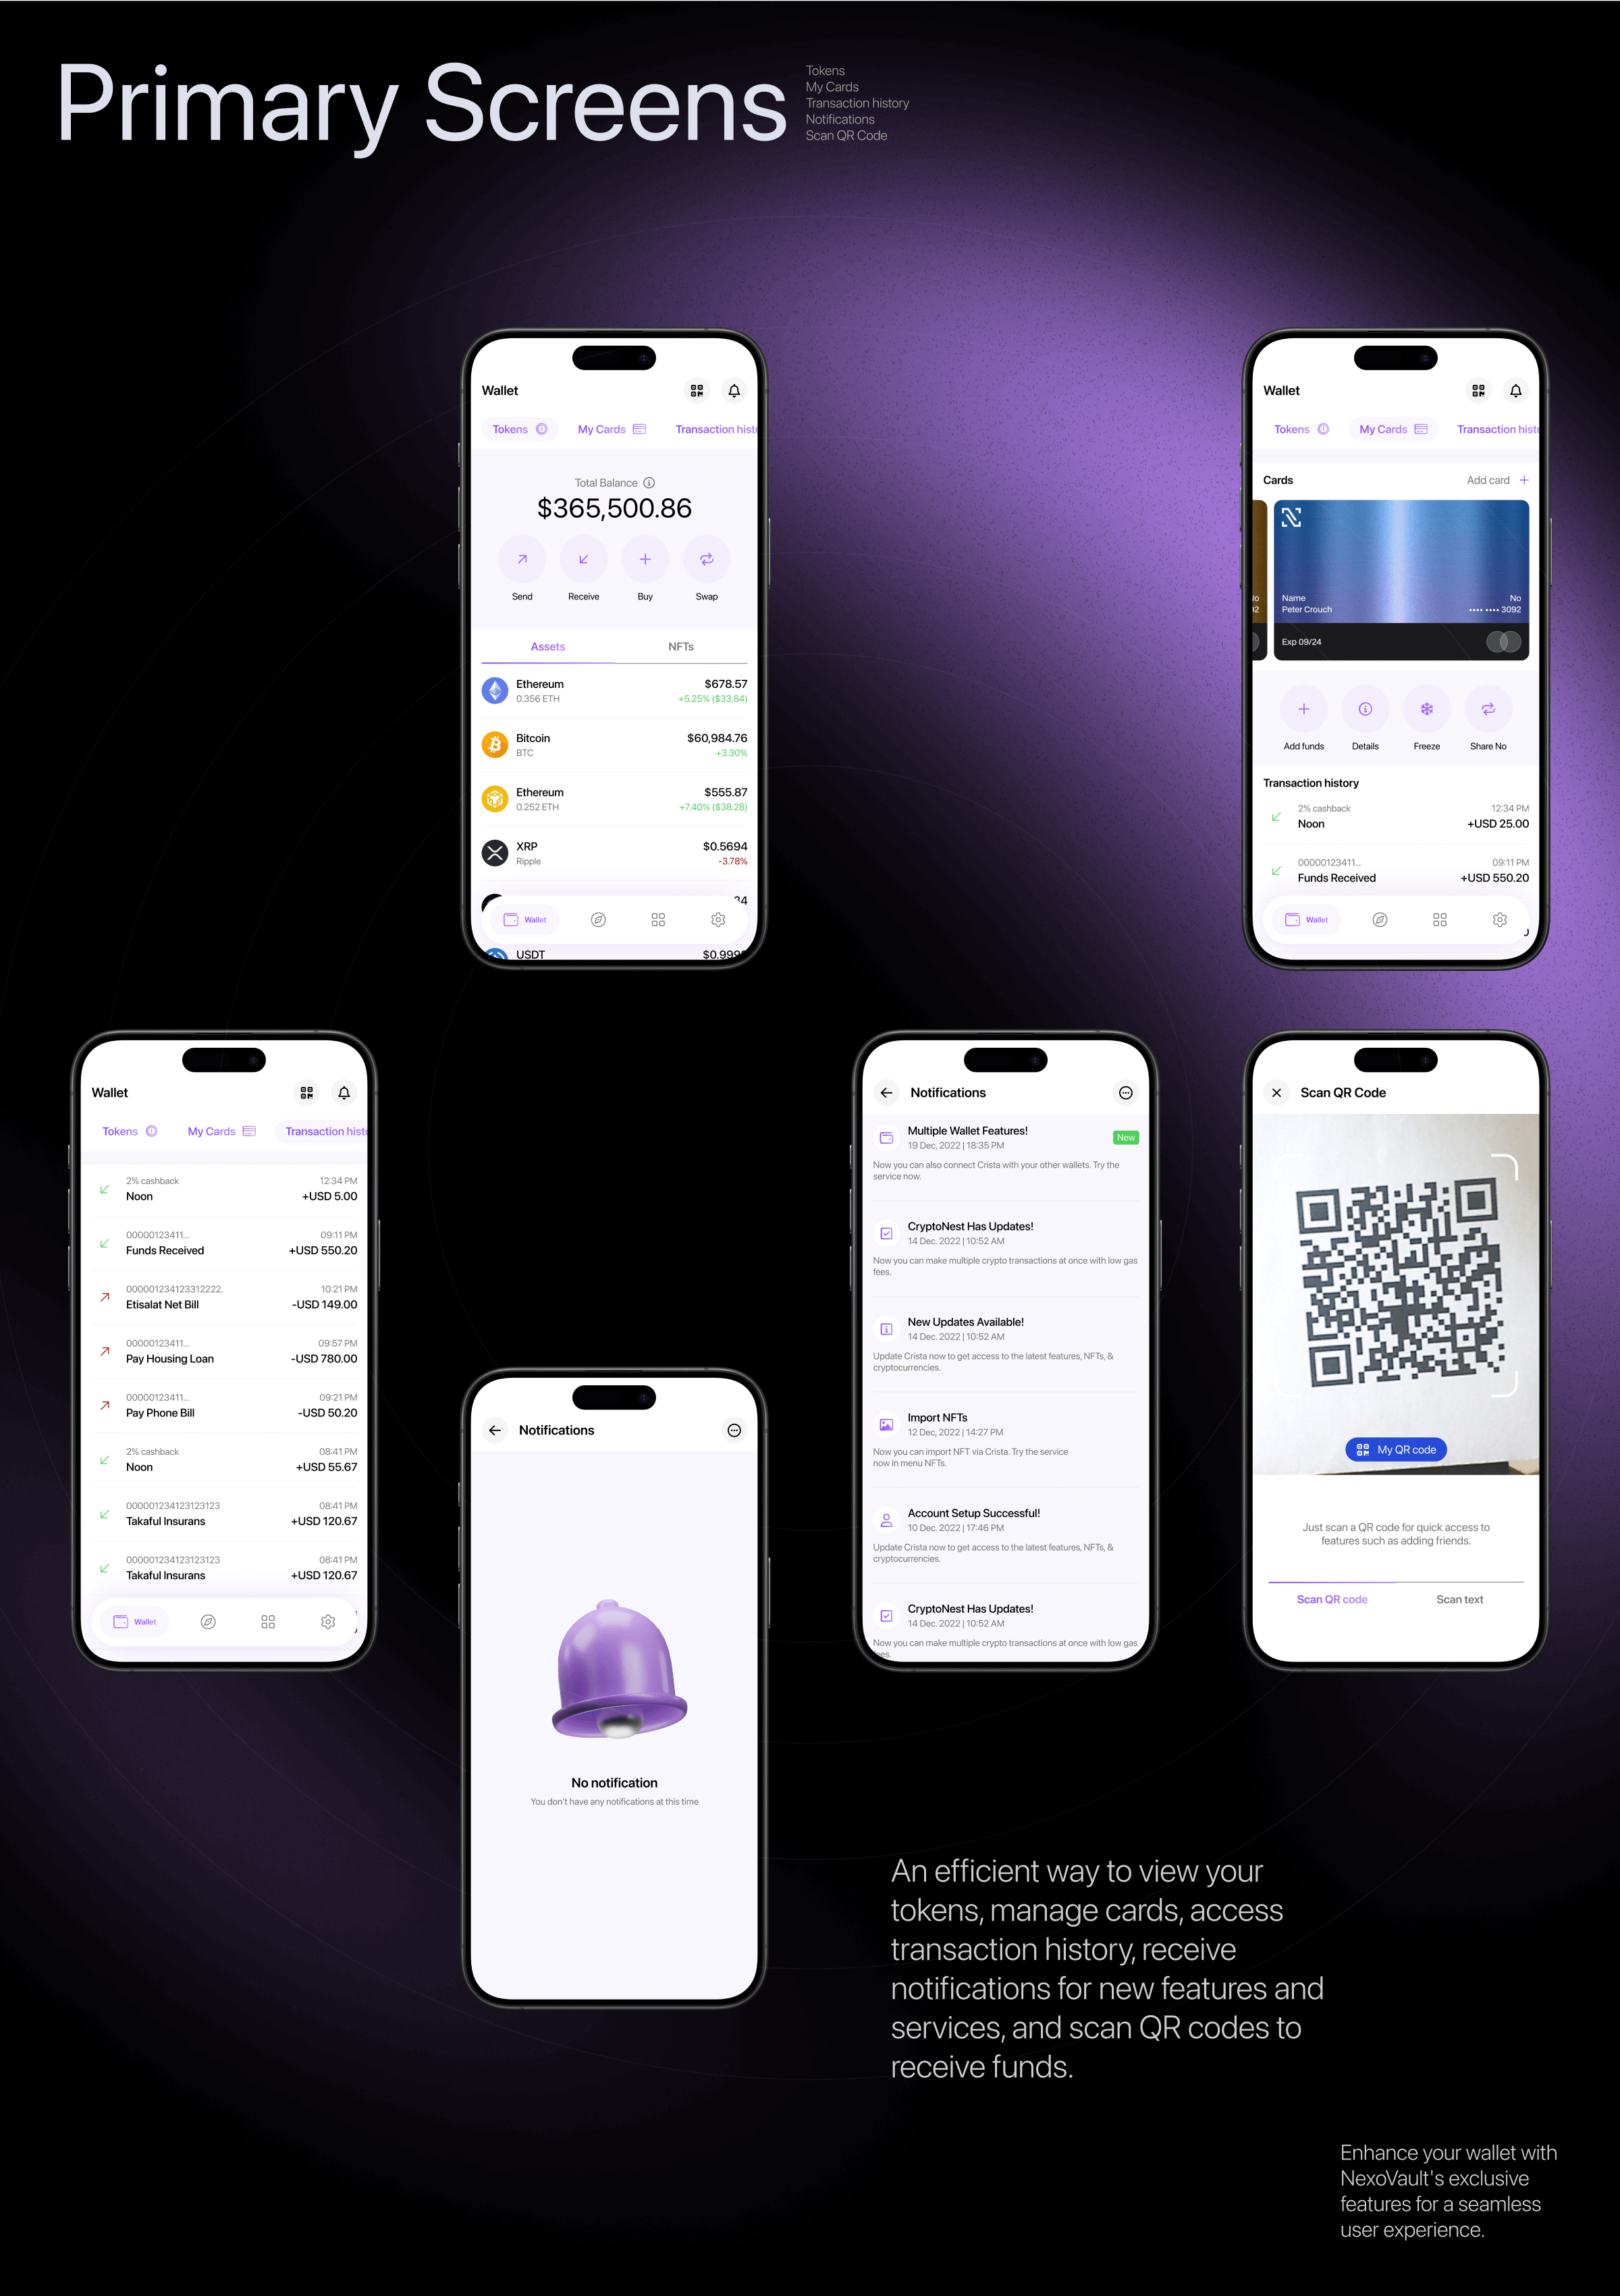 Primary Screens
Tokens
My Cards
Transaction history
Notifications
Scan QR Code
Wallet
Tokens
My Cards
Total Balance
$365,500.86
Send
Receive
Buy
Swap
Assets
NFTs
Ethereum
$678.57
0.356 ETH
+5.25% ($33.84)
Bitcoin
$60,984.76
BTC
+3.30%
Ethereum
$555.87
0.252 ETH
+7.40% ($38.28)
XRP
$0.5694
Ripple
-3.78%
Wallet
USDT
Wallet
Tokens
My Cards
Cards
Add card
Name
No
Peter Crouch
•••• •••• 3092
Exp 09/24
Add funds
Details
Freeze
Share No
Transaction history
2% cashback
12:34 PM
Noon
+USD 25.00
00000123411...
09:11 PM
Funds Received
+USD 550.20
Wallet
Wallet
Tokens
My Cards
2% cashback
12:34 PM
Noon
+USD 5.00
00000123411...
09:11 PM
Funds Received
+USD 550.20
000001234123312222.
10:21 PM
Etisalat Net Bill
-USD 149.00
00000123411...
09:57 PM
Pay Housing Loan
-USD 780.00
00000123411...
09:21 PM
Pay Phone Bill
-USD 50.20
2% cashback
08:41 PM
Noon
+USD 55.67
000001234123123123
08:41 PM
Takaful Insurans
+USD 120.67
000001234123123123
08:41 PM
Takaful Insurans
+USD 120.67
Wallet
Notifications
No notification
You don't have any notifications at this time
Notifications
Multiple Wallet Features!
19 Dec, 2022 | 18:35 PM
New
Now you can also connect Crista with your other wallets. Try the
service now.
CryptoNest Has Updates!
14 Dec. 2022 | 10:52 AM
Now you can make multiple crypto transactions at once with low gas
fees.
New Updates Available!
14 Dec. 2022 | 10:52 AM
Update Crista now to get access to the latest features, NFTs, &
cryptocurrencies.
Import NFTs
12 Dec, 2022 | 14:27 PM
Now you can import NFT via Crista. Try the service
now in menu NFTs.
Account Setup Successful!
10 Dec. 2022 | 17:46 PM
Update Crista now to get access to the latest features, NFTs, &
cryptocurrencies.
CryptoNest Has Updates!
14 Dec. 2022 | 10:52 AM
Now you can make multiple crypto transactions at once with low gas
Scan QR Code
My QR code
Just scan a QR code for quick access to
features such as adding friends.
Scan QR code
Scan text
An efficient way to view your
tokens, manage cards, access
transaction history, receive
notifications for new features and
services, and scan QR codes to
receive funds.
Enhance your wallet with
NexoVault's exclusive
features for a seamless
user experience.